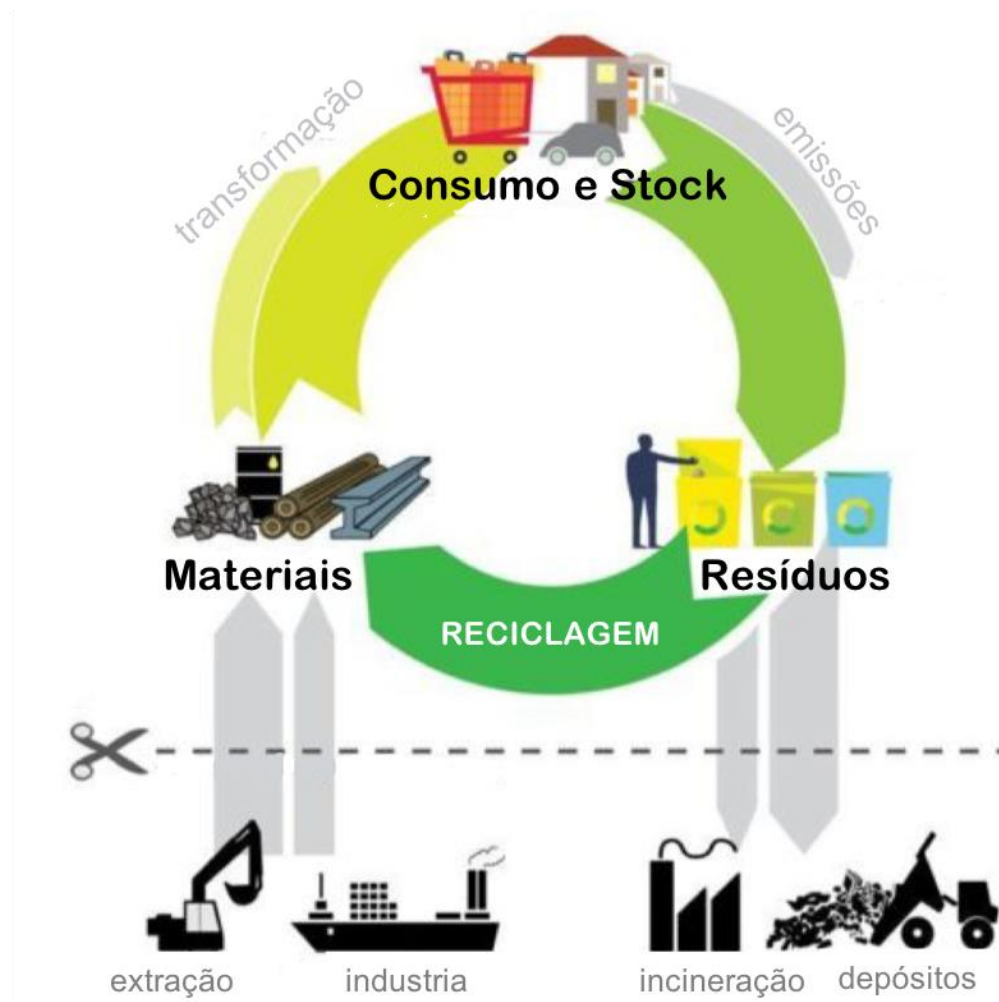 transformação
emissões
Consumo e Stock
Materiais
Resíduos
RECICLAGEM
extração
industria
incineração
depósitos